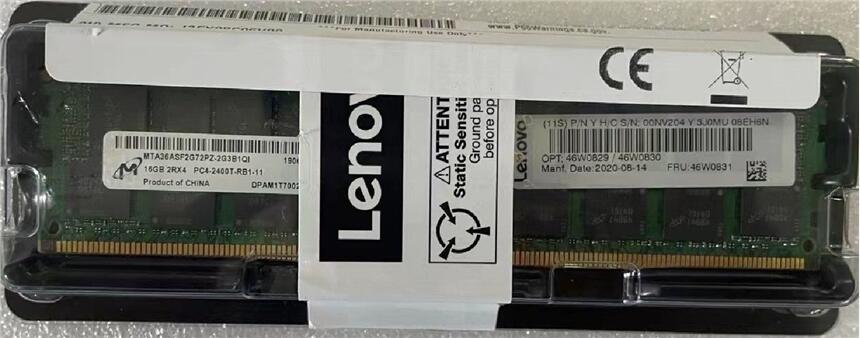 ***For Manufacturing Use Only***
www.P65Warnings.ca.gov.
CE
MTA36ASF2G72PZ-2G3B1QI 190
16GB 2RX4 PC4-2400T-RB1-11
Product of CHINA DPAM1T7002
Lenovo
ATTENT
Static Sensiti
Ground pa
before op
Lenovo
(11S) P/N Y H/C S/N: 00NV204 Y 3J0MU 08EH6N
OPT: 46W0829 / 46W0830
Manf. Date: 2020-08-14 FRU:46W0831